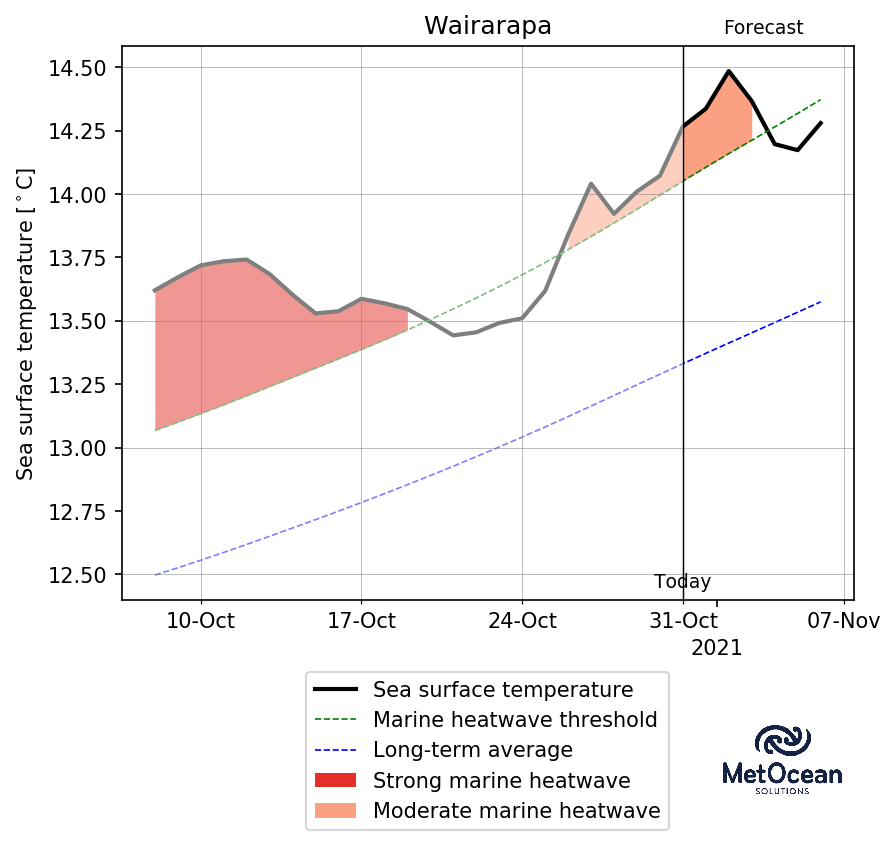 Wairarapa
Forecast
Sea surface temperature [°C]
14.50
14.25
14.00
13.75
13.50
13.25
13.00
12.75
12.50
Today
10-Oct 17-Oct 24-Oct 31-Oct 07-Nov
2021
Sea surface temperature
Marine heatwave threshold
Long-term average
Strong marine heatwave
Moderate marine heatwave
MetOcean
SOLUTIONS